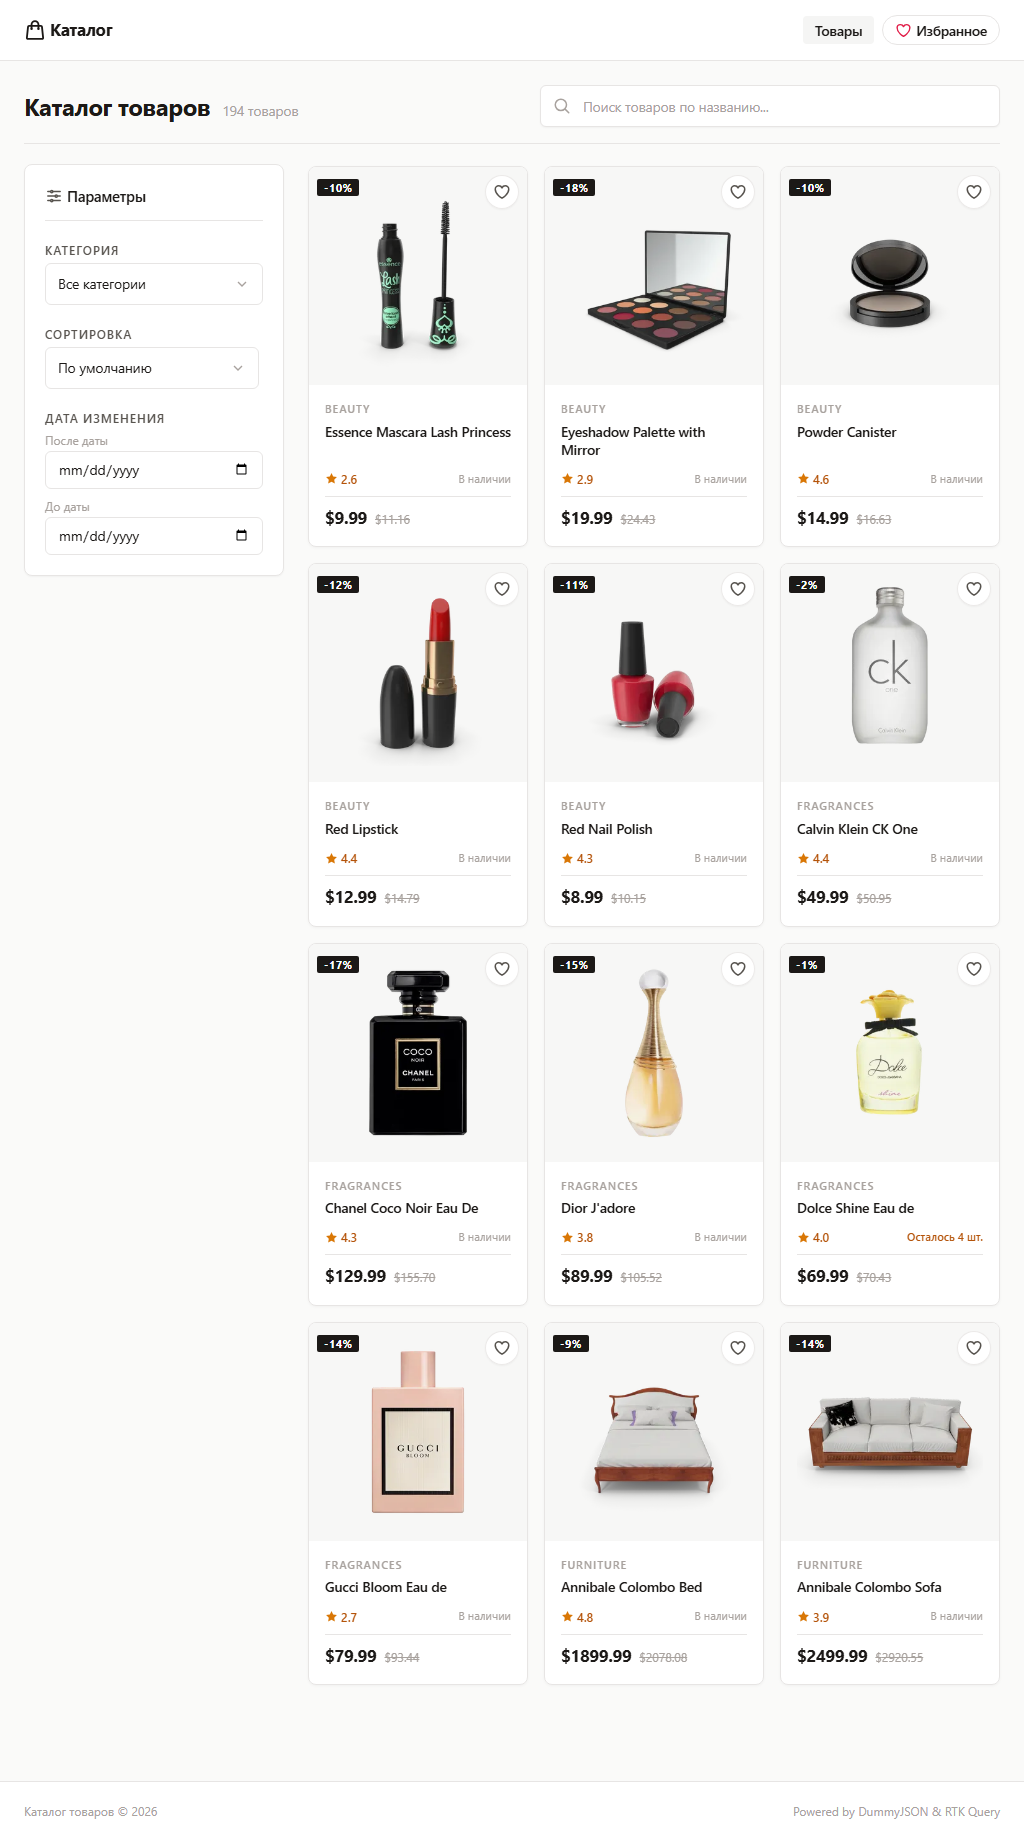 Каталог
Товары
Избранное
Каталог товаров
194 товаров
Поиск товаров по названию...
Параметры
КАТЕГОРИЯ
Все категории
СОРТИРОВКА
По умолчанию
ДАТА ИЗМЕНЕНИЯ
После даты
mm/dd/yyyy
До даты
mm/dd/yyyy
-10%
BEAUTY
Essence Mascara Lash Princess
2.6
В наличии
$9.99 $11.16
-18%
BEAUTY
Eyeshadow Palette with
Mirror
2.9
В наличии
$19.99 $24.43
-10%
BEAUTY
Powder Canister
4.6
В наличии
$14.99 $16.63
-12%
BEAUTY
Red Lipstick
4.4
В наличии
$12.99 $14.79
-11%
BEAUTY
Red Nail Polish
4.3
В наличии
$8.99 $10.15
-2%
ck
one
Calvin Klein
FRAGRANCES
Calvin Klein CK One
4.4
В наличии
$49.99 $50.95
-17%
COCO
NOIR
CHANEL
PARIS
FRAGRANCES
Chanel Coco Noir Eau De
4.3
В наличии
$129.99 $155.70
-15%
FRAGRANCES
Dior J'adore
3.8
В наличии
$89.99 $105.52
-1%
Dolce
shine
FRAGRANCES
Dolce Shine Eau de
4.0
Осталось 4 шт.
$69.99 $70.43
-14%
GUCCI
BLOOM
FRAGRANCES
Gucci Bloom Eau de
2.7
В наличии
$79.99 $93.44
-9%
FURNITURE
Annibale Colombo Bed
4.8
В наличии
$1899.99 $2078.08
-14%
FURNITURE
Annibale Colombo Sofa
3.9
В наличии
$2499.99 $2920.55
Каталог товаров © 2026
Powered by DummyJSON & RTK Query